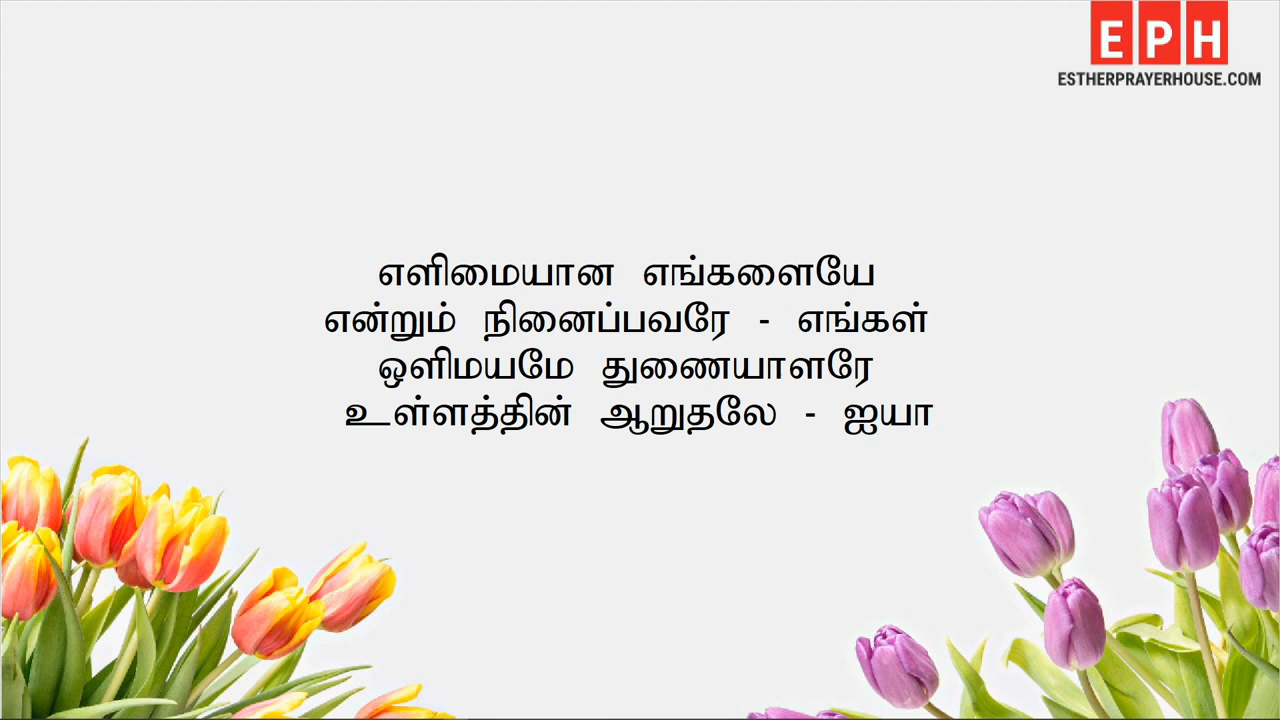 EPH
ESTHERPRAYERHOUSE.COM
எளிமையான எங்களையே
என்றும் நினைப்பவரே - எங்கள்
ஒளிமயமே துணையாளரே
உள்ளத்தின் ஆறுதலே - ஐயா